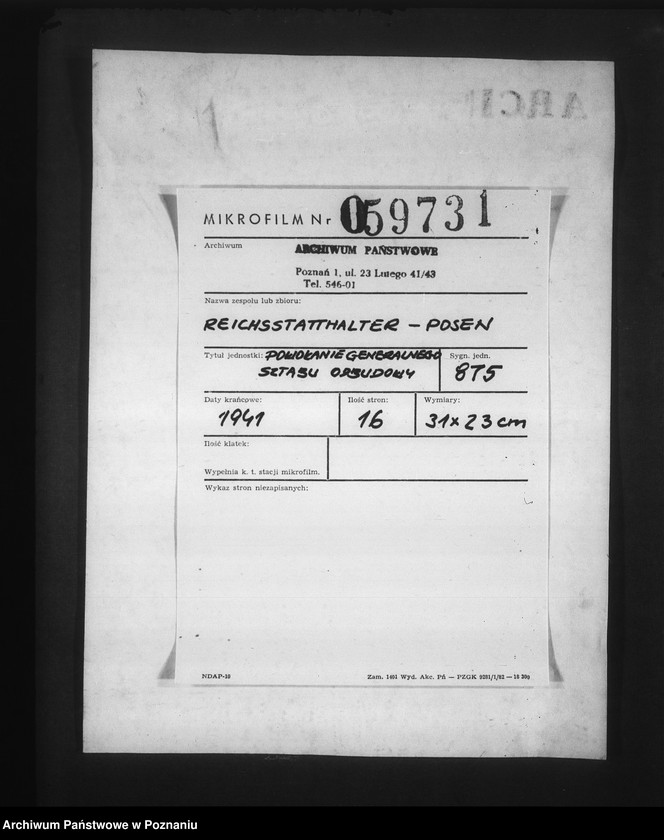 ARCH
MIKROFILM Nr 059731
Archiwum
ARCHIWUM PAŃSTWOWE
Poznań 1, ul. 23 Lutego 41/43
Tel. 546-01
Nazwa zespołu lub zbioru:
REICHSSTATTHALTER – POSEN
Tytuł jednostki: POWOŁANIE GENERALNEGO
SZTABU ODBUDOWY
Sygn. jedn.
875
Daty krańcowe:
1941
Ilość stron:
16
Wymiary:
31x23 cm
Ilość klatek:
Wypełnia k. t. stacji mikrofilm.
Wykaz stron niezapisanych:
NDAP-38 Zam. 1401 Wyd. Akc. Pń — PZGK 9281/1/82 — 10 300
Archiwum Państwowe w Poznaniu